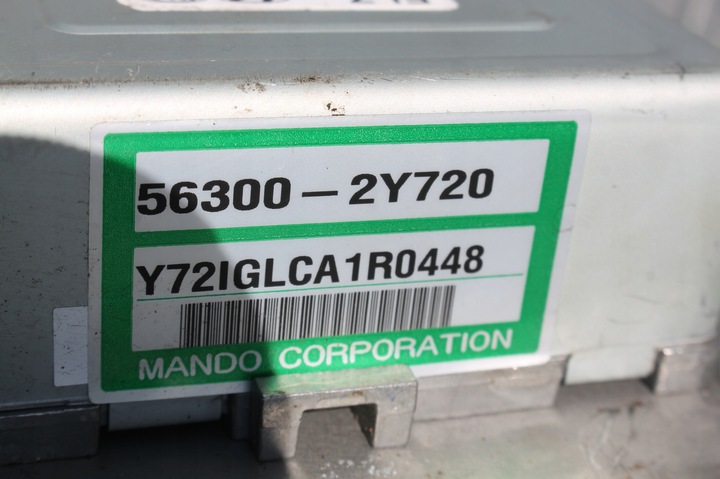 56300-2Y720
Y72IGLCA1R0448
MANDO CORPORATION